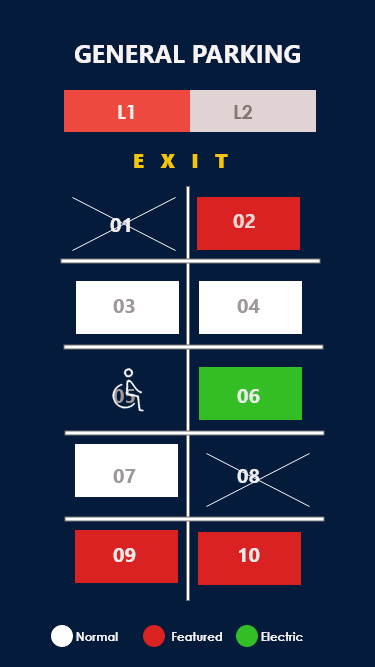 GENERAL PARKING
L1 L2
E X I T
01 02
03 04
05 06
07 08
09 10
Normal Featured Electric